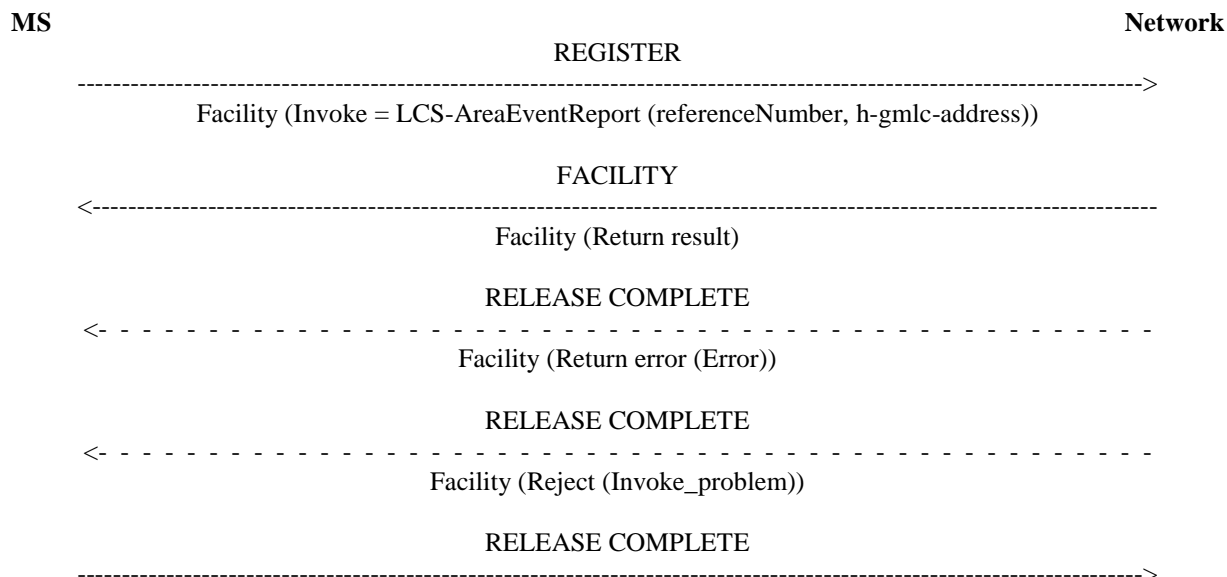 MS Network
REGISTER
Facility (Invoke = LCS-AreaEventReport (referenceNumber, h-gmlc-address))
FACILITY
Facility (Return result)
RELEASE COMPLETE
Facility (Return error (Error))
RELEASE COMPLETE
Facility (Reject (Invoke_problem))
RELEASE COMPLETE